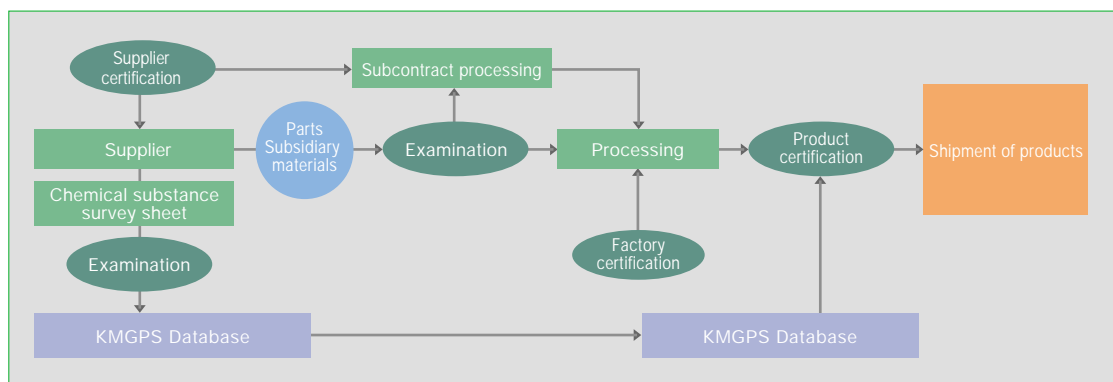 Supplier
certification
Subcontract processing
Supplier
Parts
Subsidiary
materials
Examination
Processing
Product
certification
Shipment of products
Chemical substance
survey sheet
Examination
Factory
certification
KMGPS Database
KMGPS Database